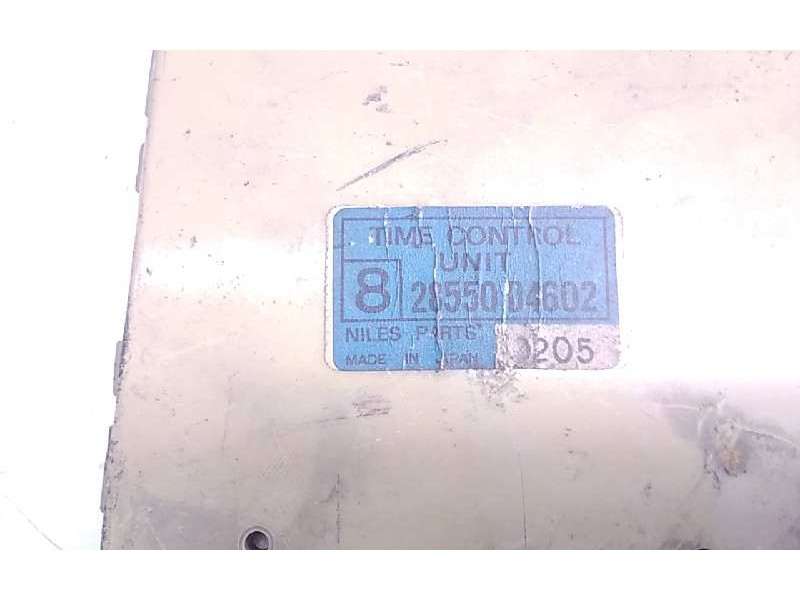 TIME CONTROL
UNIT
8 28550 04602
NILES PARTS
MADE IN JAPAN 0205